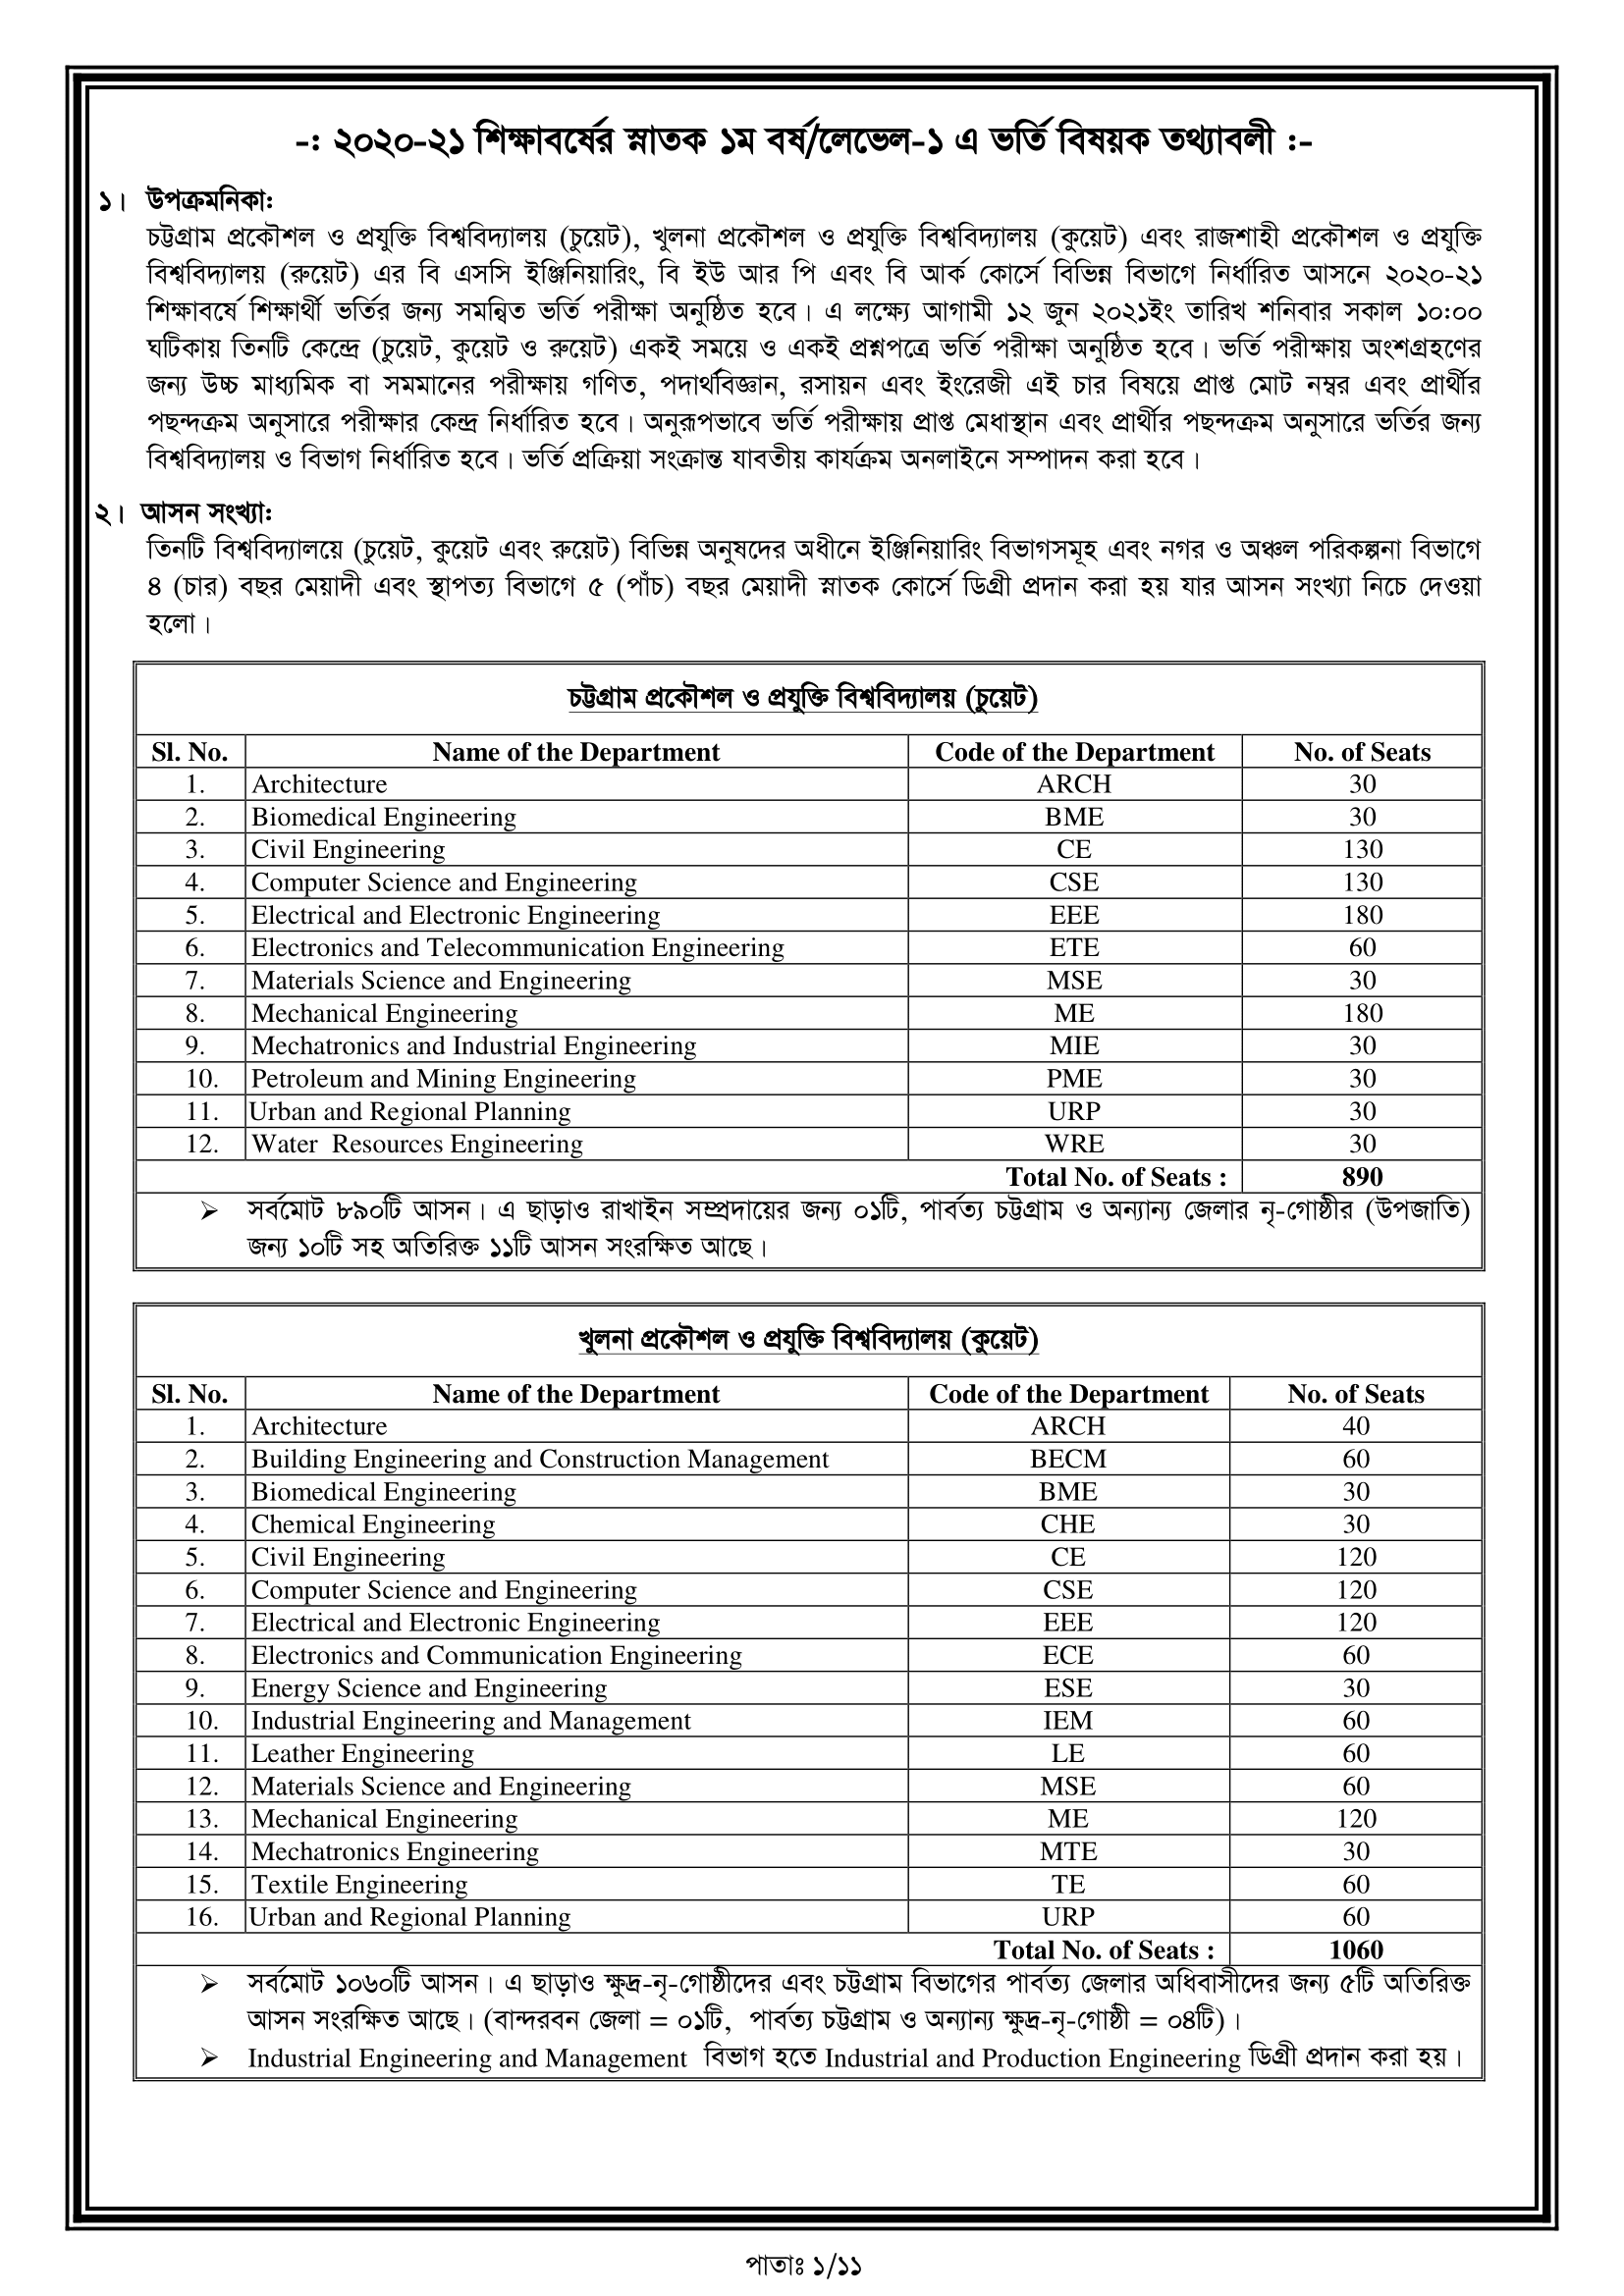 -: ২০২০-২১ শিক্ষাবর্ষের স্নাতক ১ম বর্ষ/লেভেল-১ এ ভর্তি বিষয়ক তথ্যাবলী :-
১। উপক্রমনিকা:
চট্টগ্রাম প্রকৌশল ও প্রযুক্তি বিশ্ববিদ্যালয় (চুয়েট), খুলনা প্রকৌশল ও প্রযুক্তি বিশ্ববিদ্যালয় (কুয়েট) এবং রাজশাহী প্রকৌশল ও প্রযুক্তি
বিশ্ববিদ্যালয় (রুয়েট) এর বি এসসি ইঞ্জিনিয়ারিং, বি ইউ আর পি এবং বি আর্ক কোর্সে বিভিন্ন বিভাগে নির্ধারিত আসনে ২০২০-২১
শিক্ষাবর্ষে শিক্ষার্থী ভর্তির জন্য সমন্বিত ভর্তি পরীক্ষা অনুষ্ঠিত হবে। এ লক্ষ্যে আগামী ১২ জুন ২০২১ইং তারিখ শনিবার সকাল ১০:০০
ঘটিকায় তিনটি কেন্দ্রে (চুয়েট, কুয়েট ও রুয়েট) একই সময়ে ও একই প্রশ্নপত্রে ভর্তি পরীক্ষা অনুষ্ঠিত হবে। ভর্তি পরীক্ষায় অংশগ্রহণের
জন্য উচ্চ মাধ্যমিক বা সমমানের পরীক্ষায় গণিত, পদার্থবিজ্ঞান, রসায়ন এবং ইংরেজী এই চার বিষয়ে প্রাপ্ত মোট নম্বর এবং প্রার্থীর
পছন্দক্রম অনুসারে পরীক্ষার কেন্দ্র নির্ধারিত হবে। অনুরূপভাবে ভর্তি পরীক্ষায় প্রাপ্ত মেধাস্থান এবং প্রার্থীর পছন্দক্রম অনুসারে ভর্তির জন্য
বিশ্ববিদ্যালয় ও বিভাগ নির্ধারিত হবে। ভর্তি প্রক্রিয়া সংক্রান্ত যাবতীয় কার্যক্রম অনলাইনে সম্পাদন করা হবে।
২। আসন সংখ্যা:
তিনটি বিশ্ববিদ্যালয়ে (চুয়েট, কুয়েট এবং রুয়েট) বিভিন্ন অনুষদের অধীনে ইঞ্জিনিয়ারিং বিভাগসমূহ এবং নগর ও অঞ্চল পরিকল্পনা বিভাগে
৪ (চার) বছর মেয়াদী এবং স্থাপত্য বিভাগে ৫ (পাঁচ) বছর মেয়াদী স্নাতক কোর্সে ডিগ্রী প্রদান করা হয় যার আসন সংখ্যা নিচে দেওয়া
হলো।
চট্টগ্রাম প্রকৌশল ও প্রযুক্তি বিশ্ববিদ্যালয় (চুয়েট)
Sl. No. Name of the Department Code of the Department No. of Seats
1. Architecture ARCH 30
2. Biomedical Engineering BME 30
3. Civil Engineering CE 130
4. Computer Science and Engineering CSE 130
5. Electrical and Electronic Engineering EEE 180
6. Electronics and Telecommunication Engineering ETE 60
7. Materials Science and Engineering MSE 30
8. Mechanical Engineering ME 180
9. Mechatronics and Industrial Engineering MIE 30
10. Petroleum and Mining Engineering PME 30
11. Urban and Regional Planning URP 30
12. Water Resources Engineering WRE 30
Total No. of Seats : 890
➢ সর্বমোট ৮৯০টি আসন। এ ছাড়াও রাখাইন সম্প্রদায়ের জন্য ০১টি, পার্বত্য চট্টগ্রাম ও অন্যান্য জেলার নৃ-গোষ্ঠীর (উপজাতি)
জন্য ১০টি সহ অতিরিক্ত ১১টি আসন সংরক্ষিত আছে।
খুলনা প্রকৌশল ও প্রযুক্তি বিশ্ববিদ্যালয় (কুয়েট)
Sl. No. Name of the Department Code of the Department No. of Seats
1. Architecture ARCH 40
2. Building Engineering and Construction Management BECM 60
3. Biomedical Engineering BME 30
4. Chemical Engineering CHE 30
5. Civil Engineering CE 120
6. Computer Science and Engineering CSE 120
7. Electrical and Electronic Engineering EEE 120
8. Electronics and Communication Engineering ECE 60
9. Energy Science and Engineering ESE 30
10. Industrial Engineering and Management IEM 60
11. Leather Engineering LE 60
12. Materials Science and Engineering MSE 60
13. Mechanical Engineering ME 120
14. Mechatronics Engineering MTE 30
15. Textile Engineering TE 60
16. Urban and Regional Planning URP 60
Total No. of Seats : 1060
➢ সর্বমোট ১০৬০টি আসন। এ ছাড়াও ক্ষুদ্র-নৃ-গোষ্ঠীদের এবং চট্টগ্রাম বিভাগের পার্বত্য জেলার অধিবাসীদের জন্য ৫টি অতিরিক্ত
আসন সংরক্ষিত আছে। (বান্দরবন জেলা = ০১টি, পার্বত্য চট্টগ্রাম ও অন্যান্য ক্ষুদ্র-নৃ-গোষ্ঠী = ০৪টি)।
➢ Industrial Engineering and Management বিভাগ হতে Industrial and Production Engineering ডিগ্রী প্রদান করা হয়।
পাতাঃ ১/১১